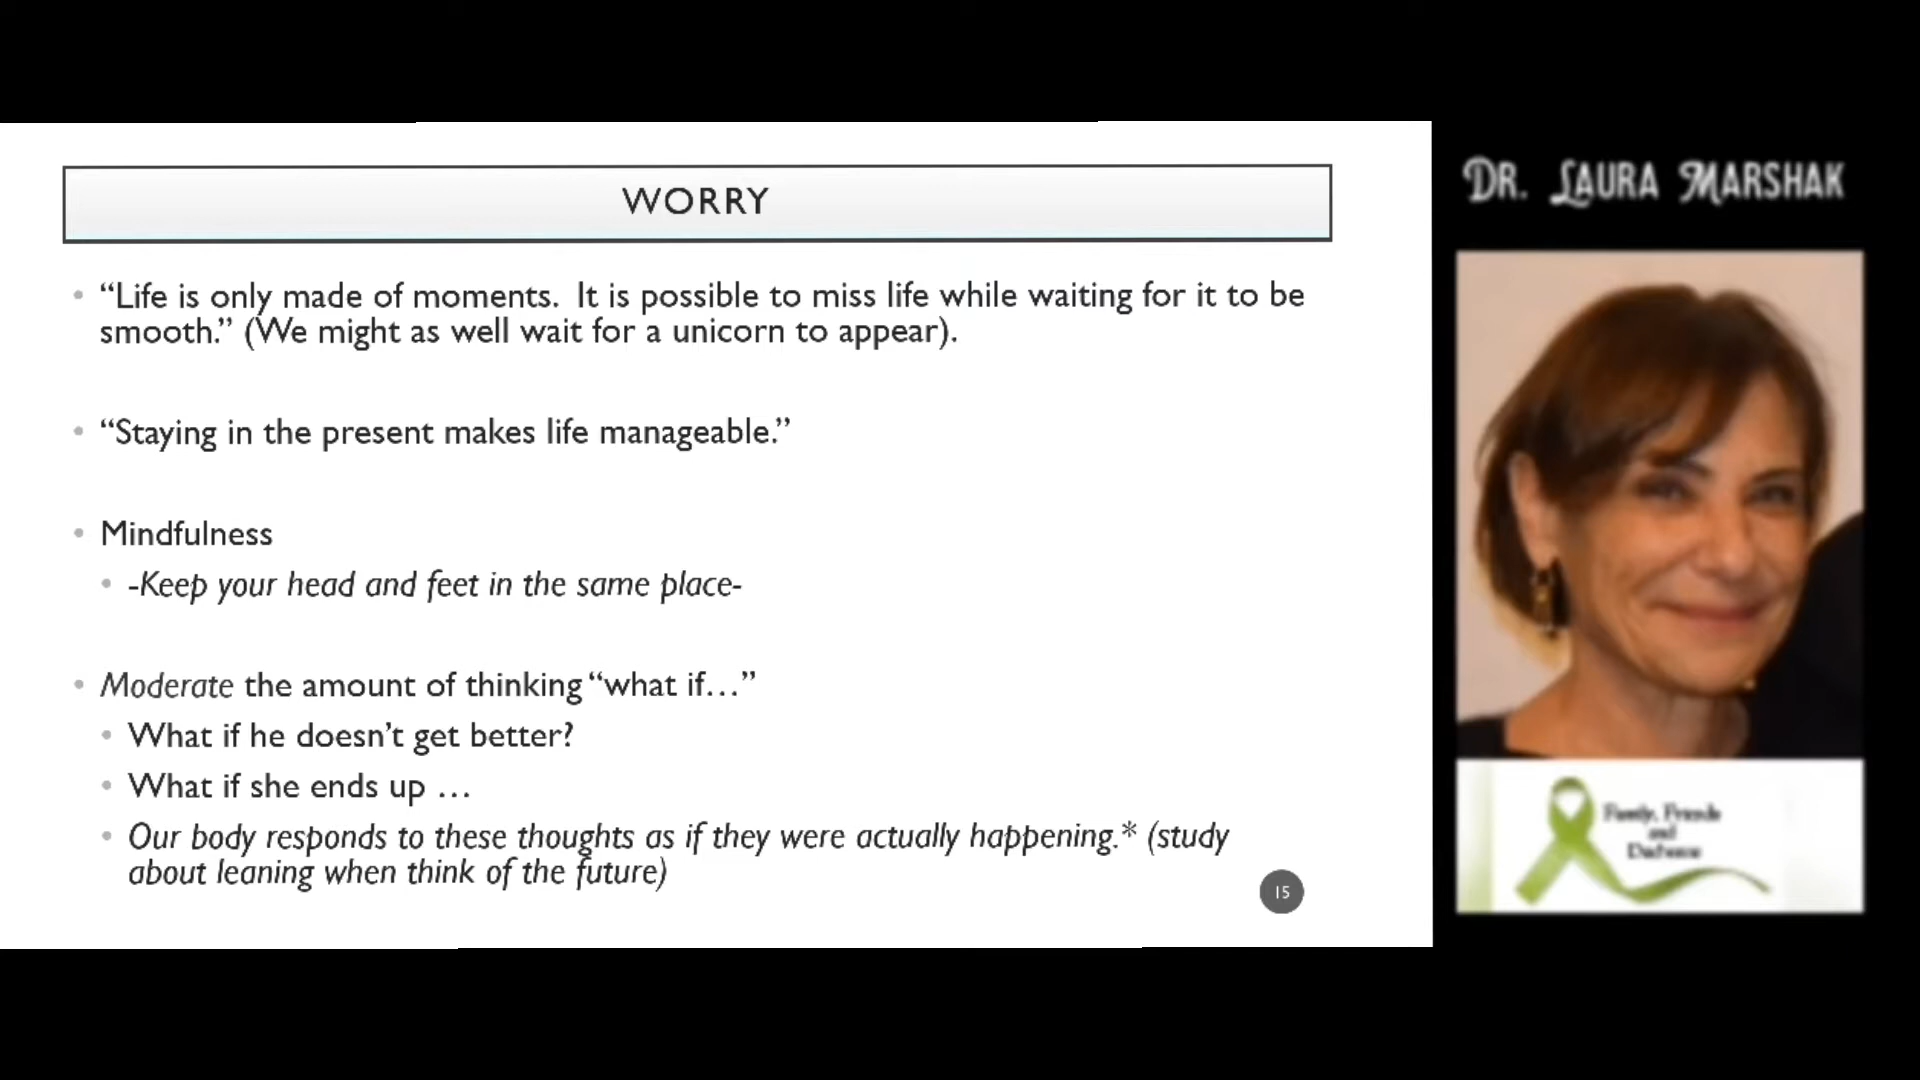 WORRY
“Life is only made of moments.  It is possible to miss life while waiting for it to be
smooth.” (We might as well wait for a unicorn to appear).
“Staying in the present makes life manageable.”
Mindfulness
-Keep your head and feet in the same place-
Moderate the amount of thinking “what if…”
What if he doesn’t get better?
What if she ends up …
Our body responds to these thoughts as if they were actually happening.* (study
about leaning when think of the future)
15
DR. LAURA MARSHAK
Family, Friends
and